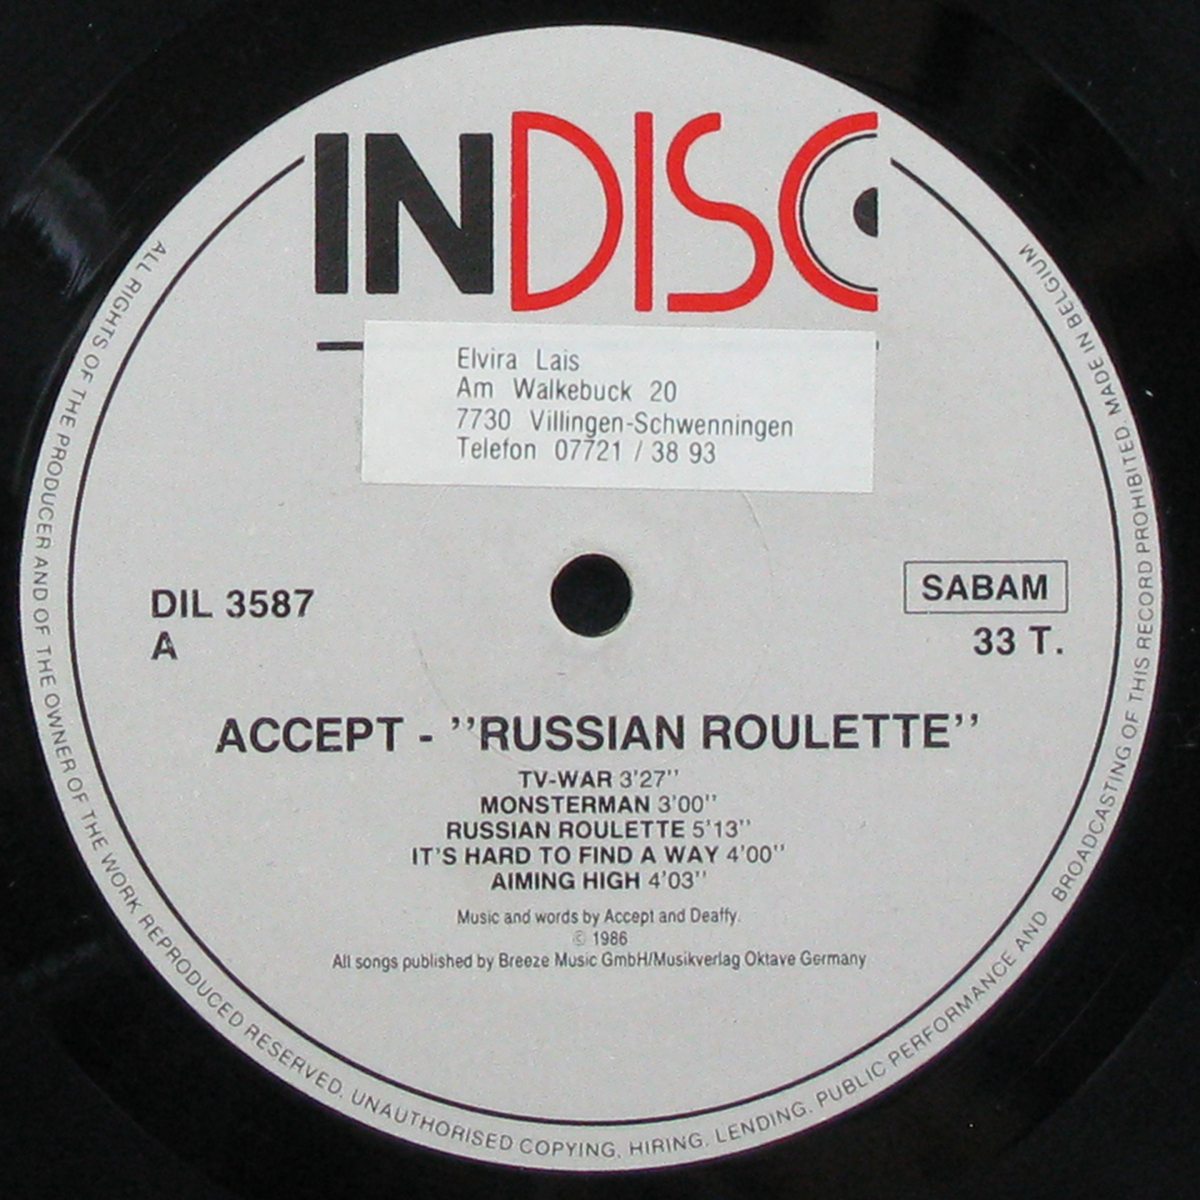 INDISC
Elvira Lais
Am Walkebuck 20
7730 Villingen-Schwenningen
Telefon 07721 / 38 93
DIL 3587
A
SABAM
33 T.
ACCEPT - ''RUSSIAN ROULETTE''
TV-WAR 3'27''
MONSTERMAN 3'00''
RUSSIAN ROULETTE 5'13''
IT'S HARD TO FIND A WAY 4'00''
AIMING HIGH 4'03''
Music and words by Accept and Deaffy.
© 1986
All songs published by Breeze Music GmbH/Musikverlag Oktave Germany
ALL RIGHTS OF THE PRODUCER AND OF THE OWNER OF THE WORK REPRODUCED RESERVED. UNAUTHORISED COPYING, HIRING, LENDING, PUBLIC PERFORMANCE AND BROADCASTING OF THIS RECORD PROHIBITED. MADE IN BELGIUM